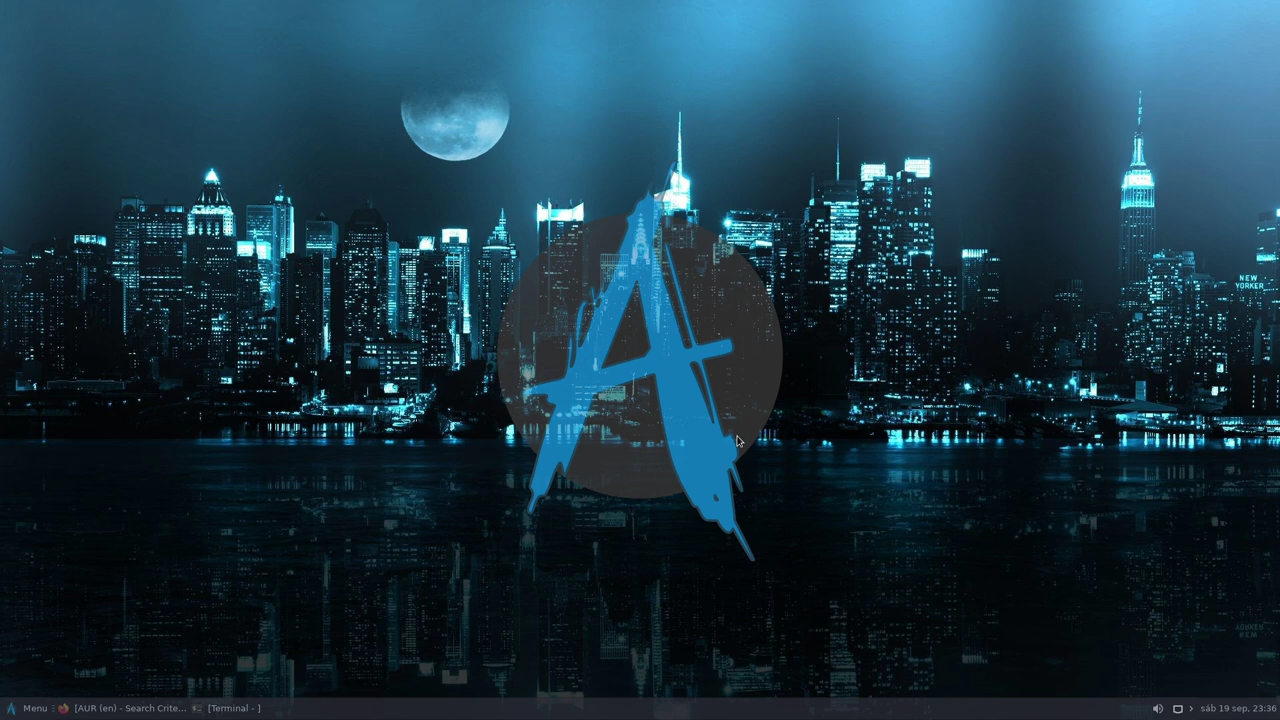 A
NEW
YORKER
Menu
[AUR (en) - Search Crite...
[Terminal - ]
sáb 19 sep, 23:36